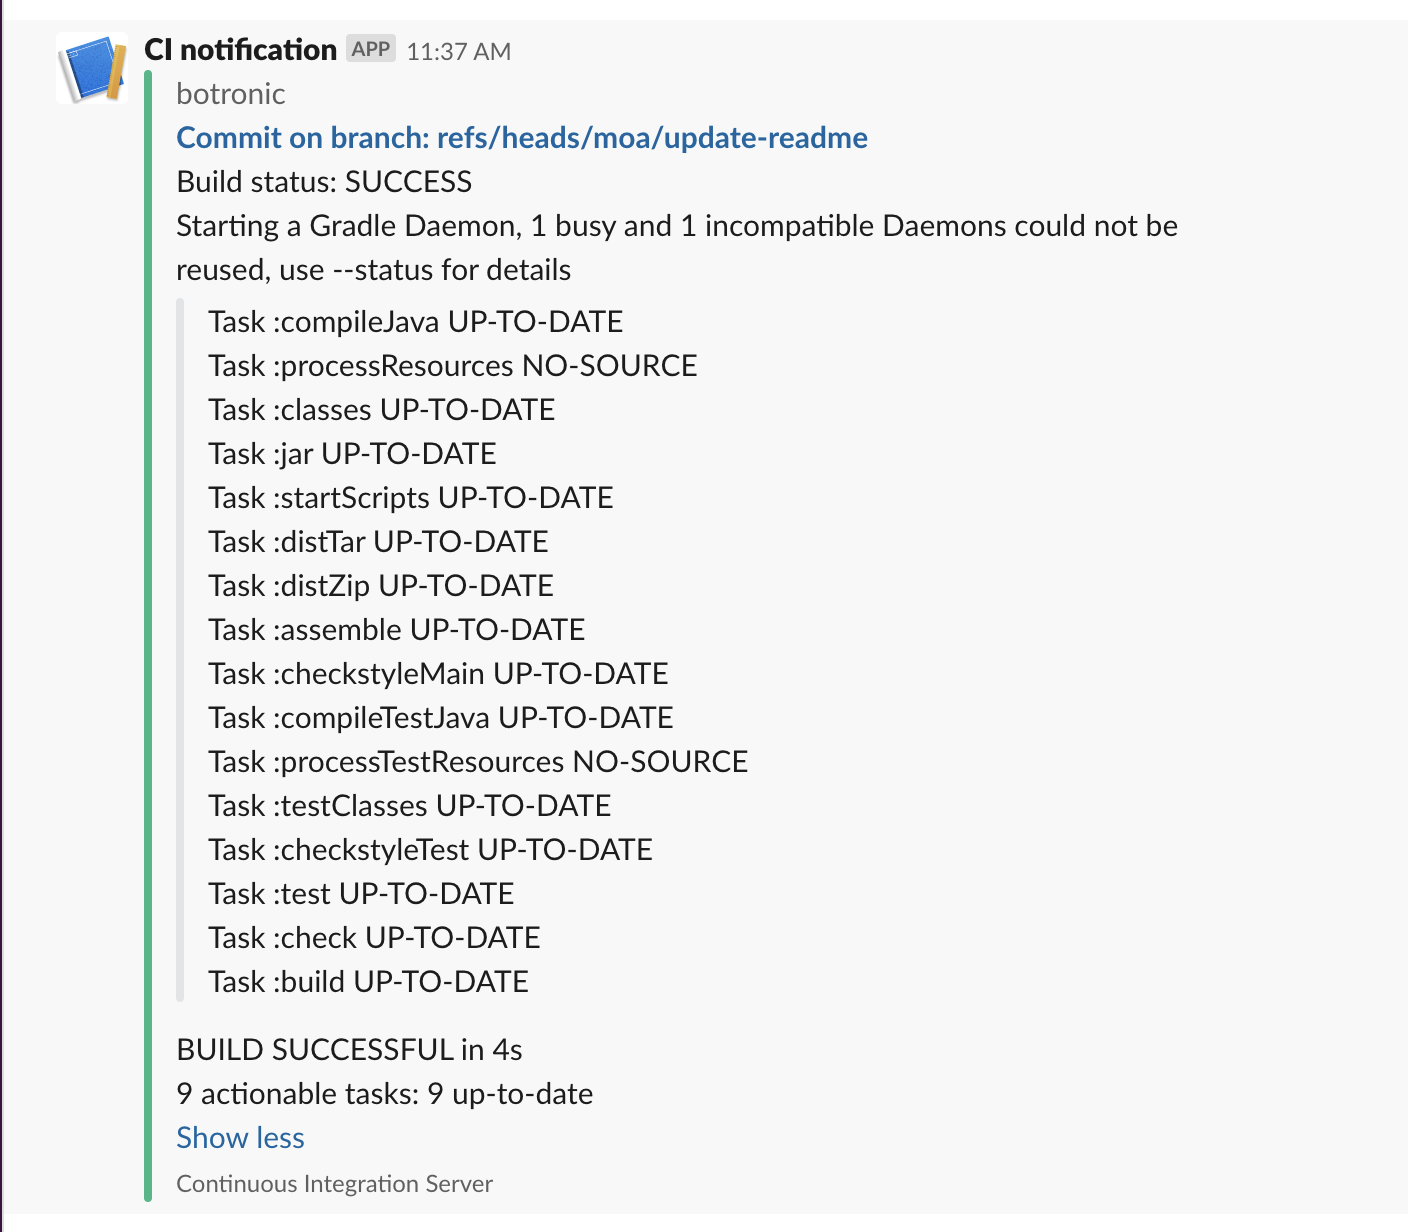 CI notification APP 11:37 AM
botronic
Commit on branch: refs/heads/moa/update-readme
Build status: SUCCESS
Starting a Gradle Daemon, 1 busy and 1 incompatible Daemons could not be
reused, use --status for details
Task :compileJava UP-TO-DATE
Task :processResources NO-SOURCE
Task :classes UP-TO-DATE
Task :jar UP-TO-DATE
Task :startScripts UP-TO-DATE
Task :distTar UP-TO-DATE
Task :distZip UP-TO-DATE
Task :assemble UP-TO-DATE
Task :checkstyleMain UP-TO-DATE
Task :compileTestJava UP-TO-DATE
Task :processTestResources NO-SOURCE
Task :testClasses UP-TO-DATE
Task :checkstyleTest UP-TO-DATE
Task :test UP-TO-DATE
Task :check UP-TO-DATE
Task :build UP-TO-DATE
BUILD SUCCESSFUL in 4s
9 actionable tasks: 9 up-to-date
Show less
Continuous Integration Server